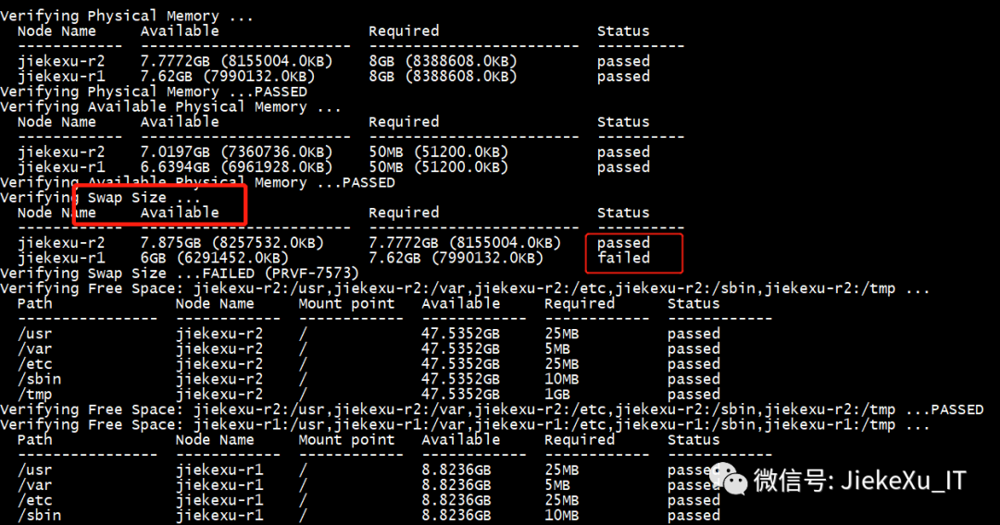 Verifying Physical Memory ...
Node Name Available Required Status
------------ ------------------------ ------------------------ ----------
jiekexu-r2 7.7772GB (8155004.0KB) 8GB (8388608.0KB) passed
jiekexu-r1 7.62GB (7990132.0KB) 8GB (8388608.0KB) passed
Verifying Physical Memory ...PASSED
Verifying Available Physical Memory ...
Node Name Available Required Status
------------ ------------------------ ------------------------ ----------
jiekexu-r2 7.0197GB (7360736.0KB) 50MB (51200.0KB) passed
jiekexu-r1 6.6394GB (6961928.0KB) 50MB (51200.0KB) passed
Verifying Available Physical Memory ...PASSED
Verifying Swap Size ...
Node Name Available Required Status
------------ ------------------------ ------------------------ ----------
jiekexu-r2 7.875GB (8257532.0KB) 7.7772GB (8155004.0KB) passed
jiekexu-r1 6GB (6291452.0KB) 7.62GB (7990132.0KB) failed
Verifying Swap Size ...FAILED (PRVF-7573)
Verifying Free Space: jiekexu-r2:/usr,jiekexu-r2:/var,jiekexu-r2:/etc,jiekexu-r2:/sbin,jiekexu-r2:/tmp ...
Path Node Name Mount point Available Required Status
---------------- ------------ ------------ ------------ ------------ ------------
/usr jiekexu-r2 / 47.5352GB 25MB passed
/var jiekexu-r2 / 47.5352GB 5MB passed
/etc jiekexu-r2 / 47.5352GB 25MB passed
/sbin jiekexu-r2 / 47.5352GB 10MB passed
/tmp jiekexu-r2 / 47.5352GB 1GB passed
Verifying Free Space: jiekexu-r2:/usr,jiekexu-r2:/var,jiekexu-r2:/etc,jiekexu-r2:/sbin,jiekexu-r2:/tmp ...PASSED
Verifying Free Space: jiekexu-r1:/usr,jiekexu-r1:/var,jiekexu-r1:/etc,jiekexu-r1:/sbin,jiekexu-r1:/tmp ...
Path Node Name Mount point Available Required Status
---------------- ------------ ------------ ------------ ------------ ------------
/usr jiekexu-r1 / 8.8236GB 25MB passed
/var jiekexu-r1 / 8.8236GB 5MB passed
/etc jiekexu-r1 / 8.8236GB 25MB passed
/sbin jiekexu-r1 / 8.8236GB 10MB passed
微信号: JiekeXu_IT